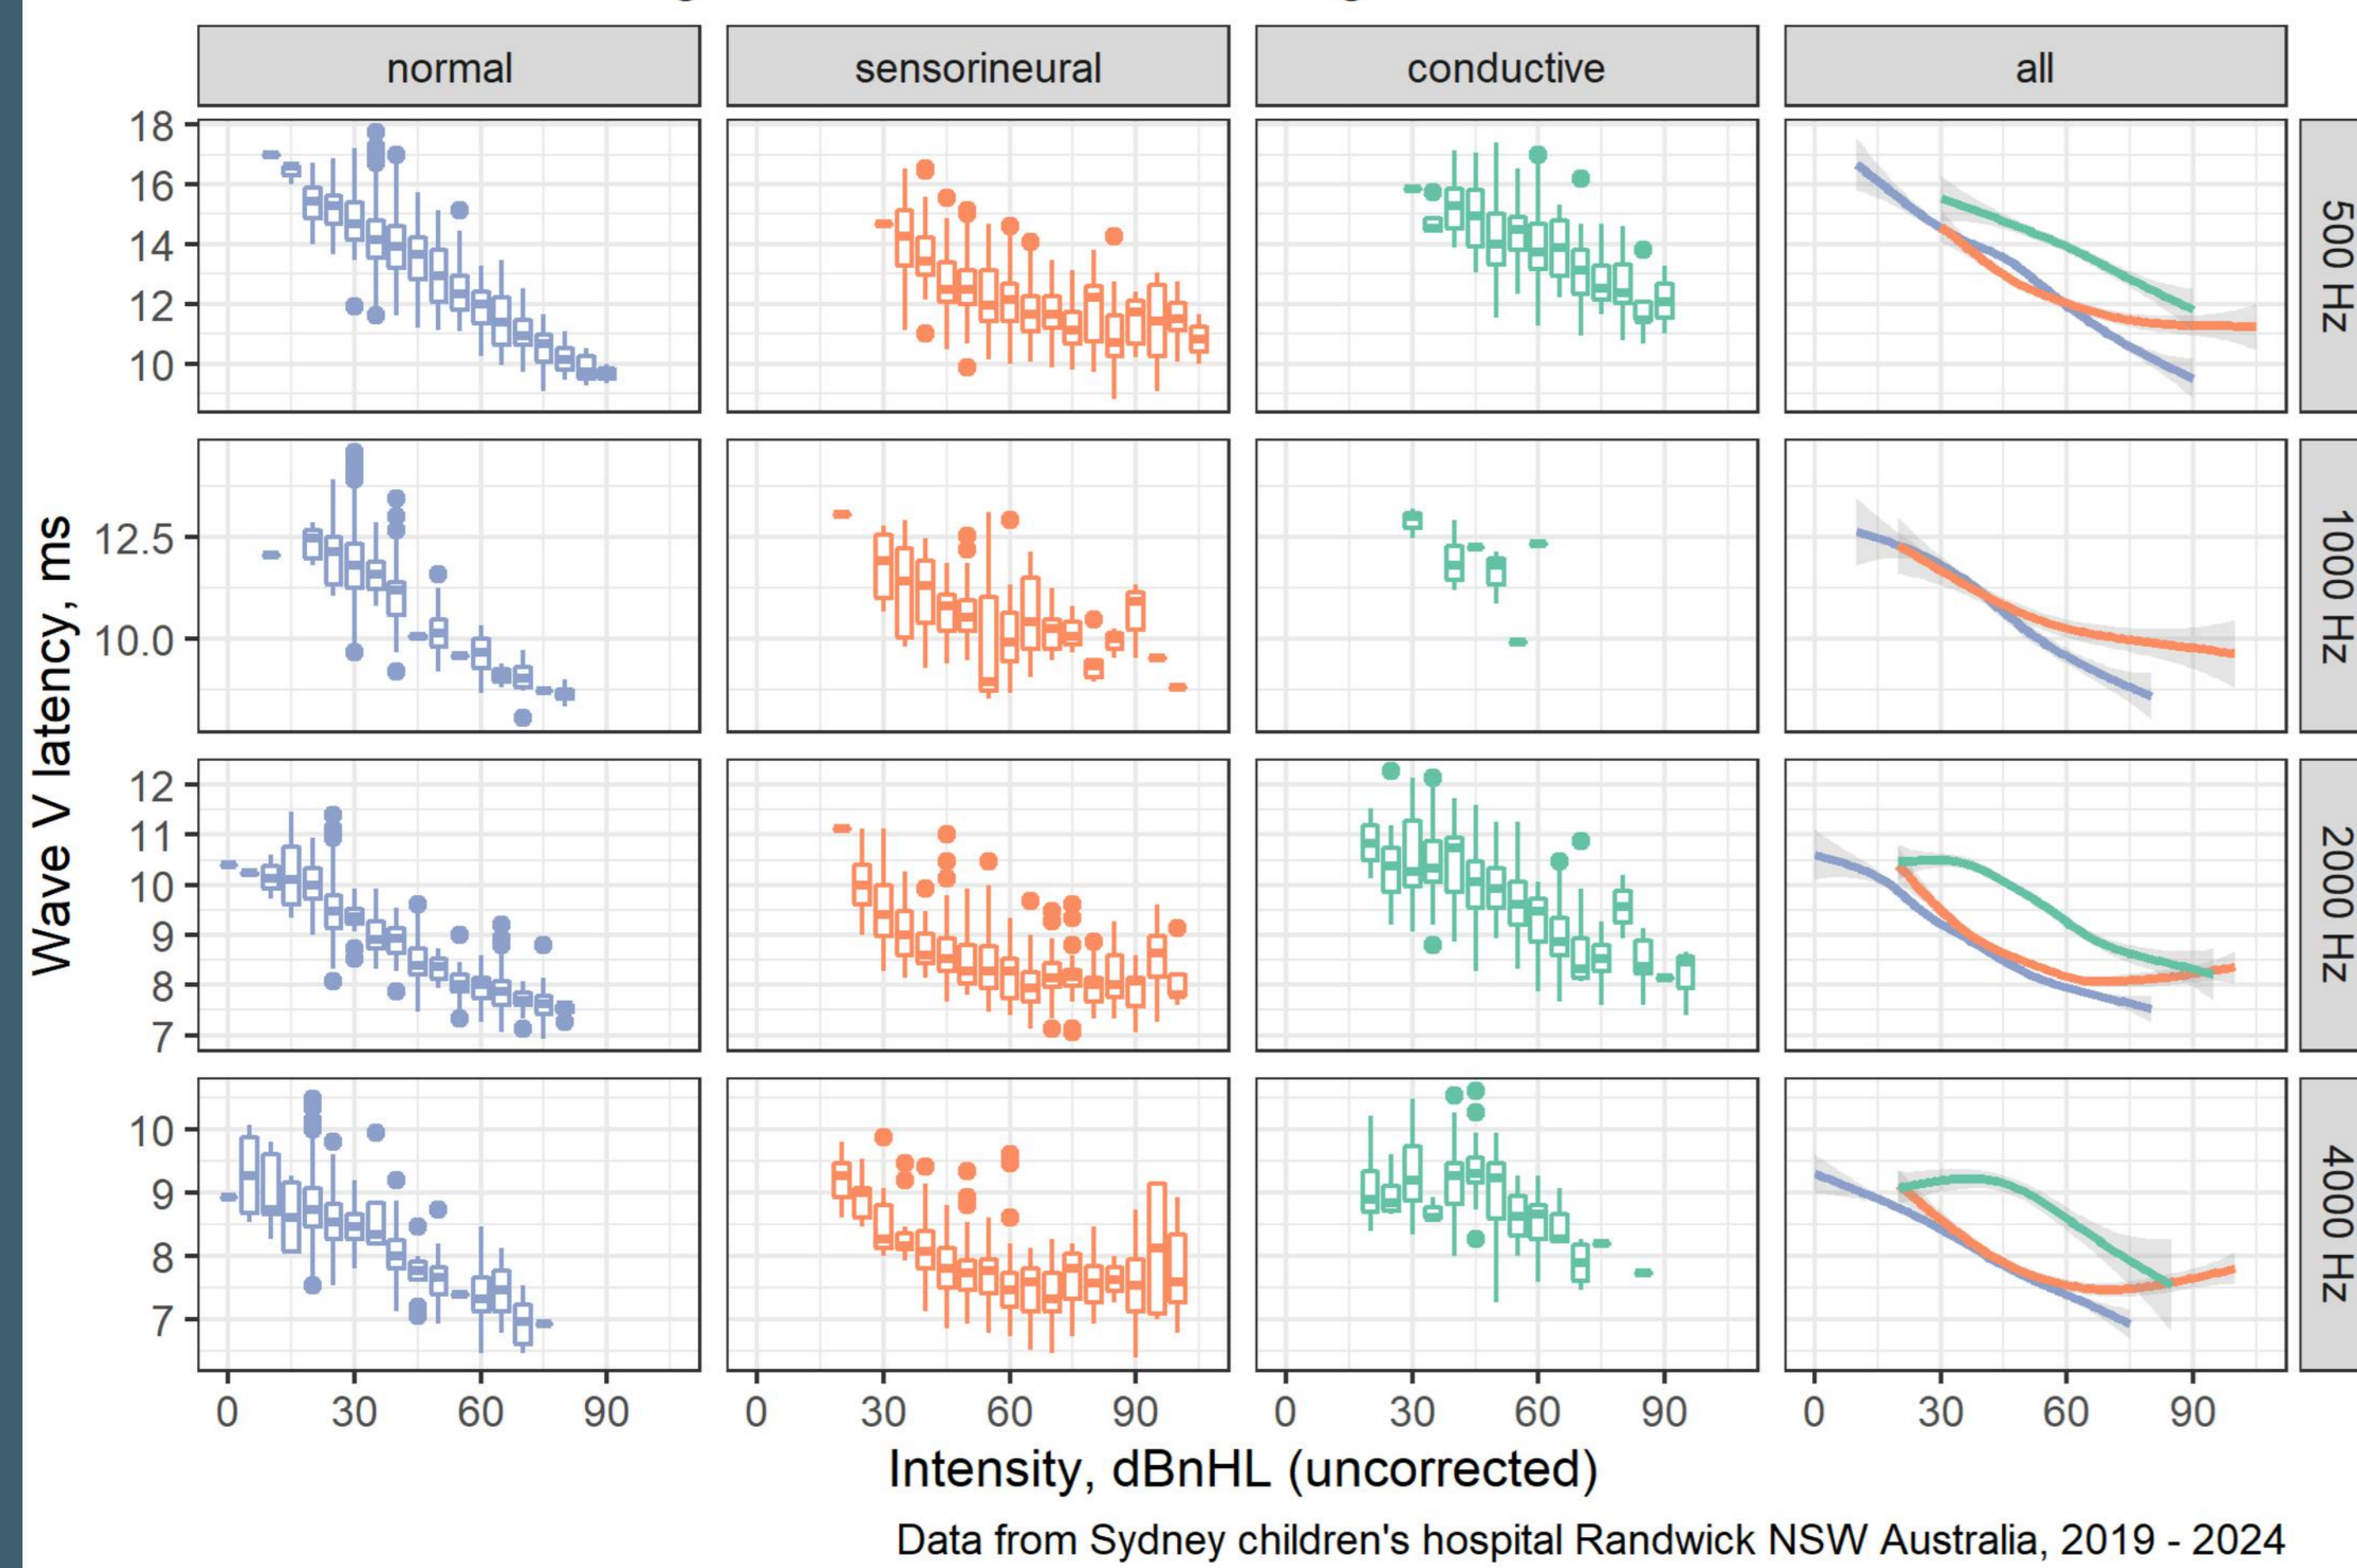 normal sensorineural conductive all
18
16
14
12
10
500 Hz
12.5
10.0
1000 Hz
12
11
10
9
8
7
2000 Hz
10
9
8
7
4000 Hz
Wave V latency, ms
0 30 60 90 0 30 60 90 0 30 60 90 0 30 60 90
Intensity, dBnHL (uncorrected)
Data from Sydney children's hospital Randwick NSW Australia, 2019 - 2024